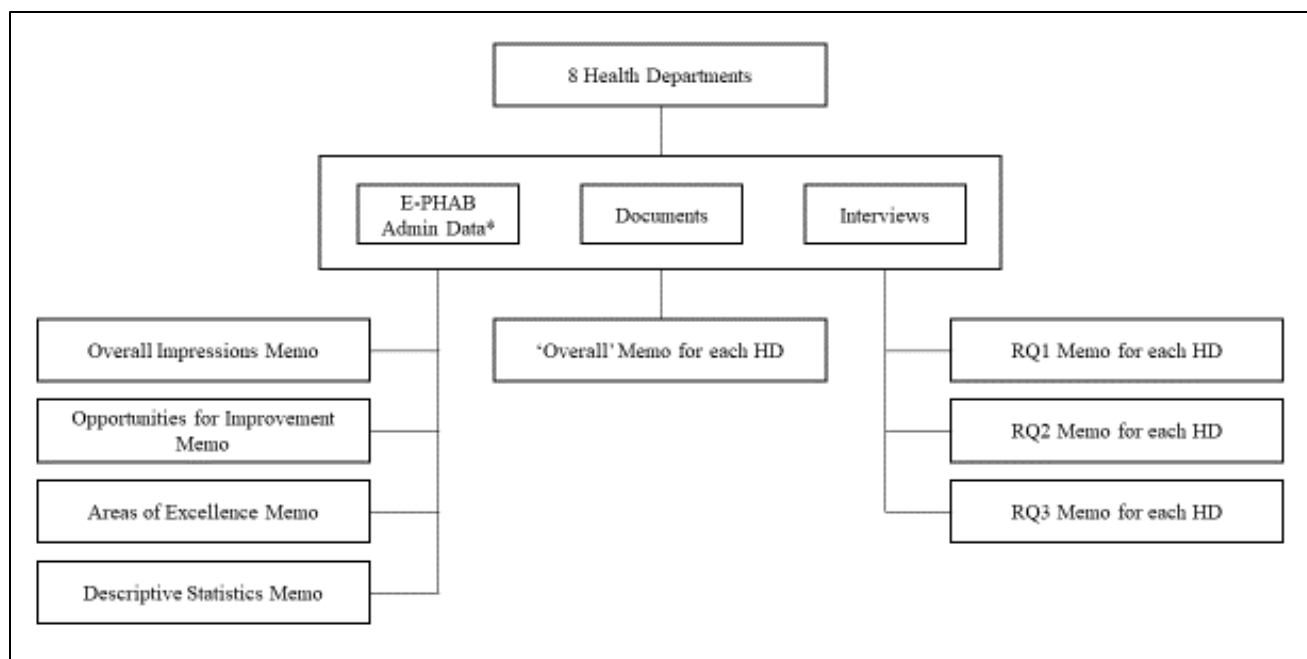 8 Health Departments
E-PHAB
Admin Data*
Documents
Interviews
Overall Impressions Memo
‘Overall’ Memo for each HD
RQ1 Memo for each HD
Opportunities for Improvement
Memo
RQ2 Memo for each HD
Areas of Excellence Memo
RQ3 Memo for each HD
Descriptive Statistics Memo